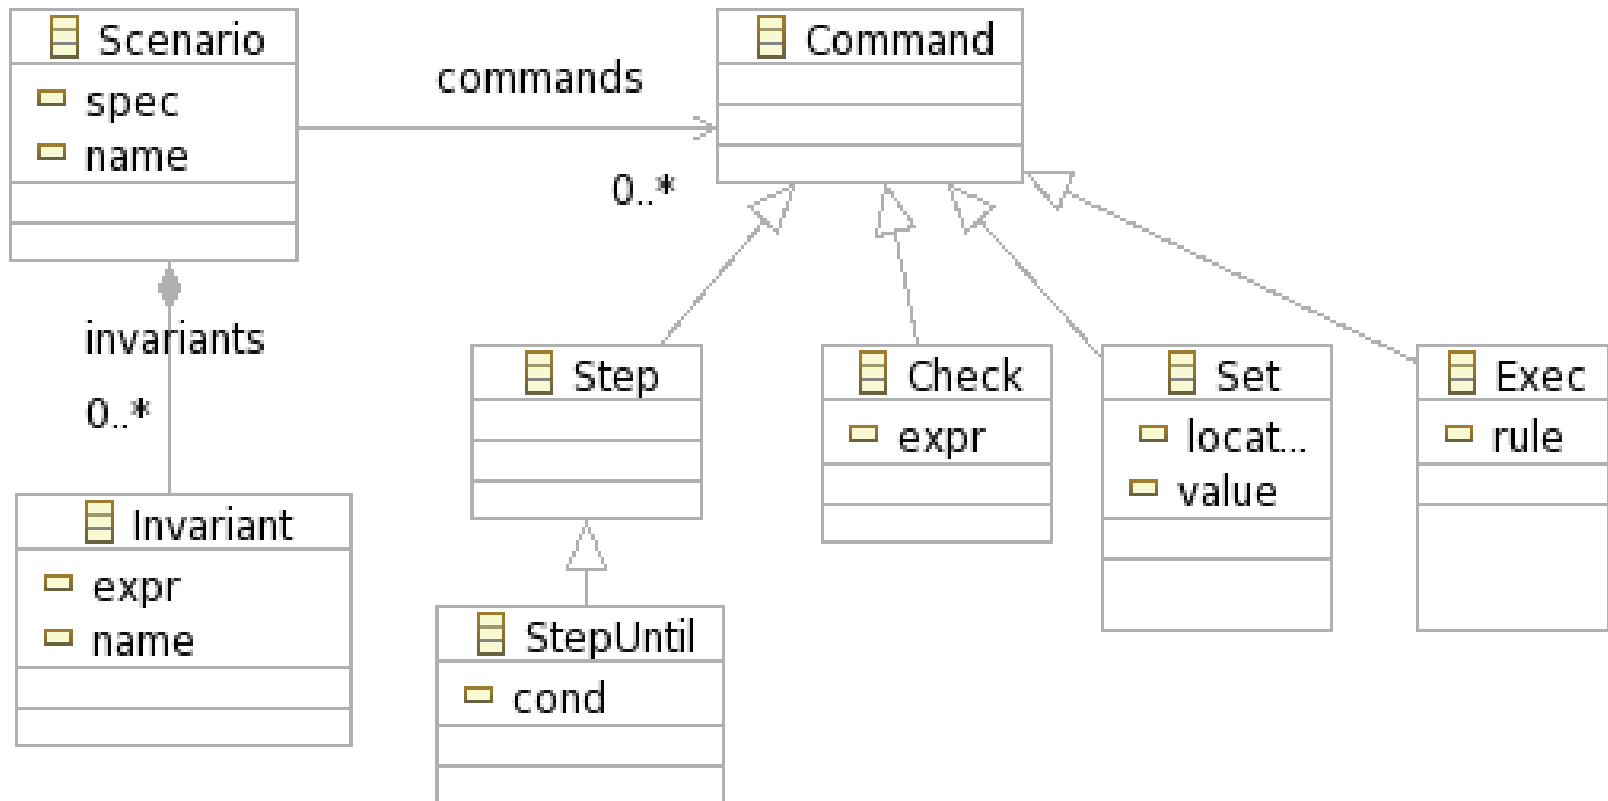 Scenario
spec
name
commands
0..*
Command
invariants
0..*
Invariant
expr
name
Step
StepUntil
cond
Check
expr
Set
locat...
value
Exec
rule